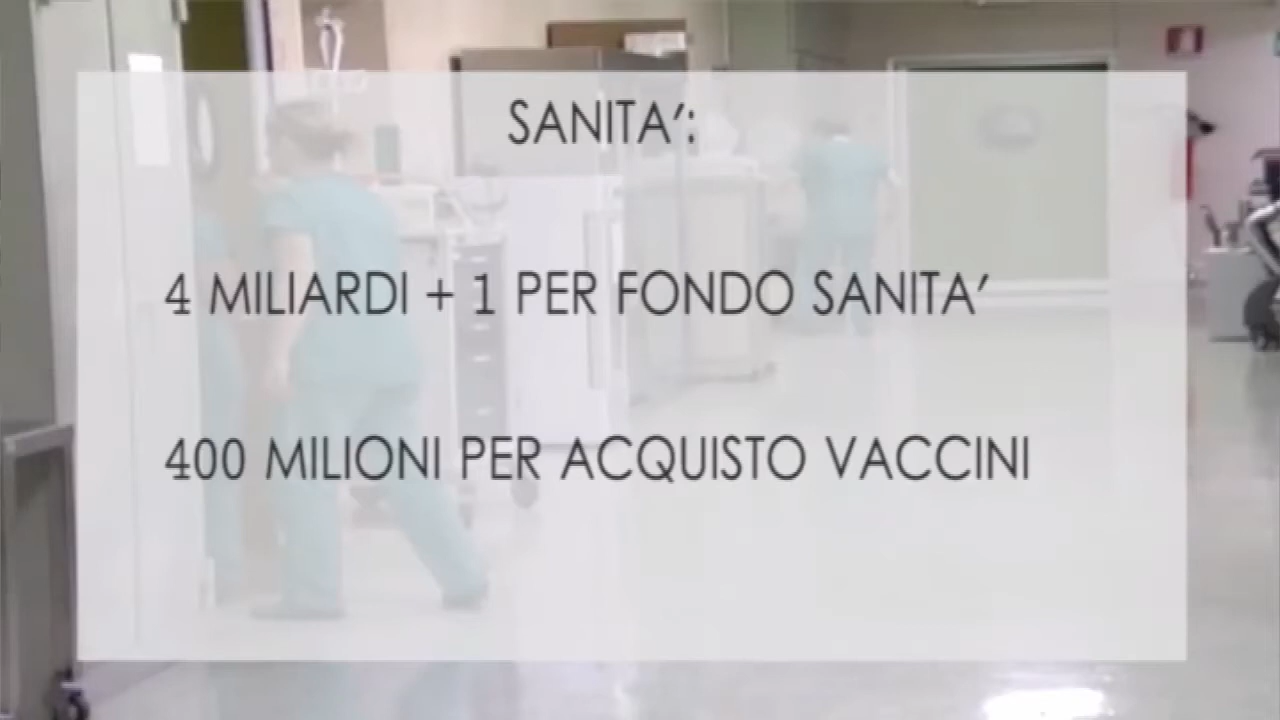 SANITA':
4 MILIARDI + 1 PER FONDO SANITA'
400 MILIONI PER ACQUISTO VACCINI